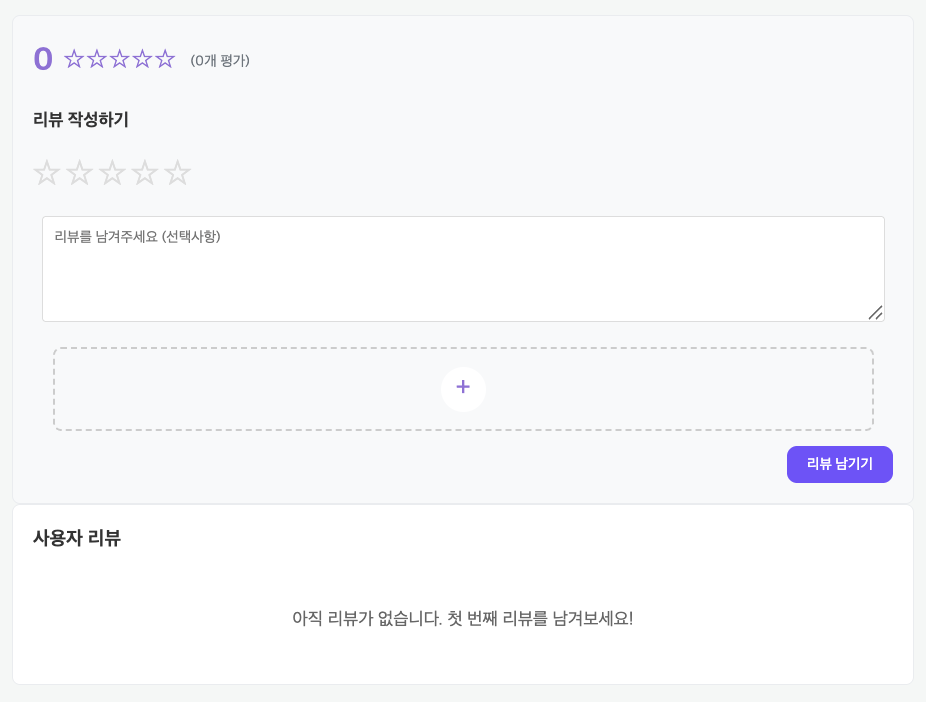 0 ☆☆☆☆☆ (0개 평가)
리뷰 작성하기
☆☆☆☆☆
리뷰를 남겨주세요 (선택사항)
+
리뷰 남기기
사용자 리뷰
아직 리뷰가 없습니다. 첫 번째 리뷰를 남겨보세요!